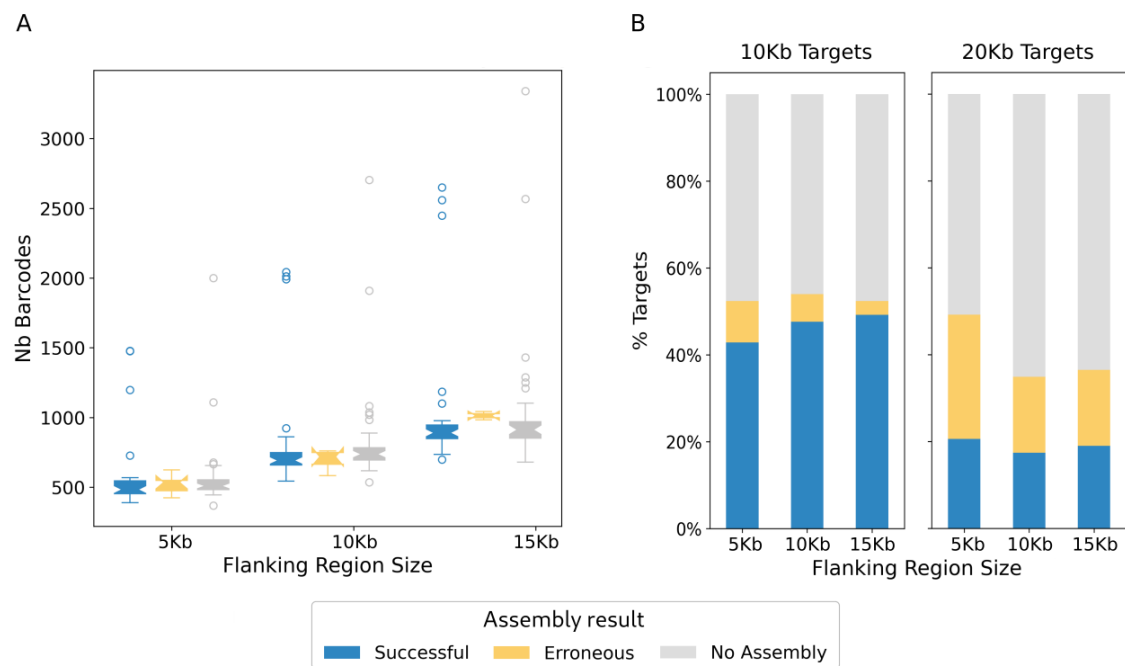 A
Nb Barcodes
3000
2500
2000
1500
1000
500
5Kb
10Kb
15Kb
Flanking Region Size
B
10Kb Targets
20Kb Targets
% Targets
100%
80%
60%
40%
20%
0%
5Kb
10Kb
15Kb
5Kb
10Kb
15Kb
Flanking Region Size
Assembly result
Successful
Erroneous
No Assembly